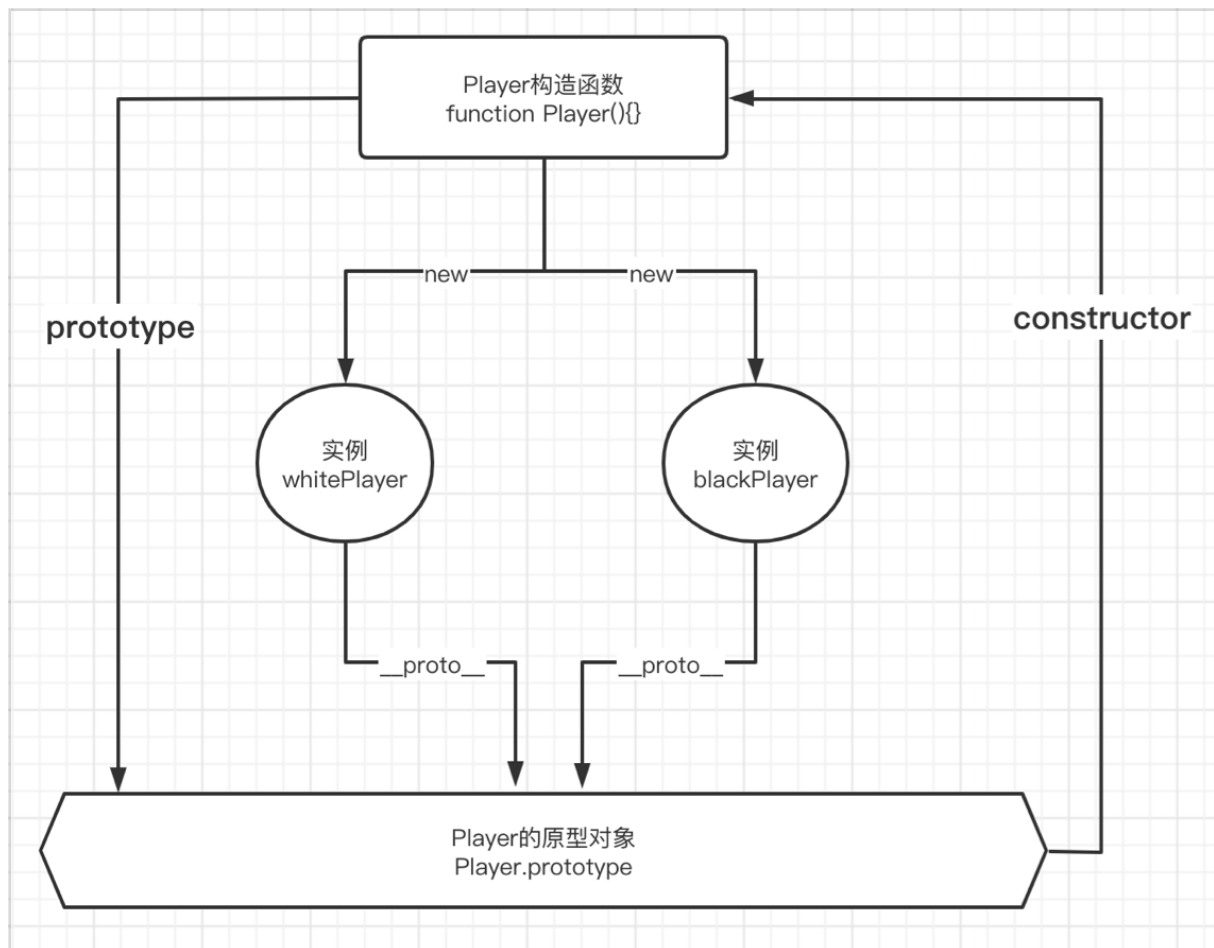 Player构造函数
function Player(){}
new
new
prototype
constructor
实例
whitePlayer
实例
blackPlayer
__proto__
__proto__
Player的原型对象
Player.prototype